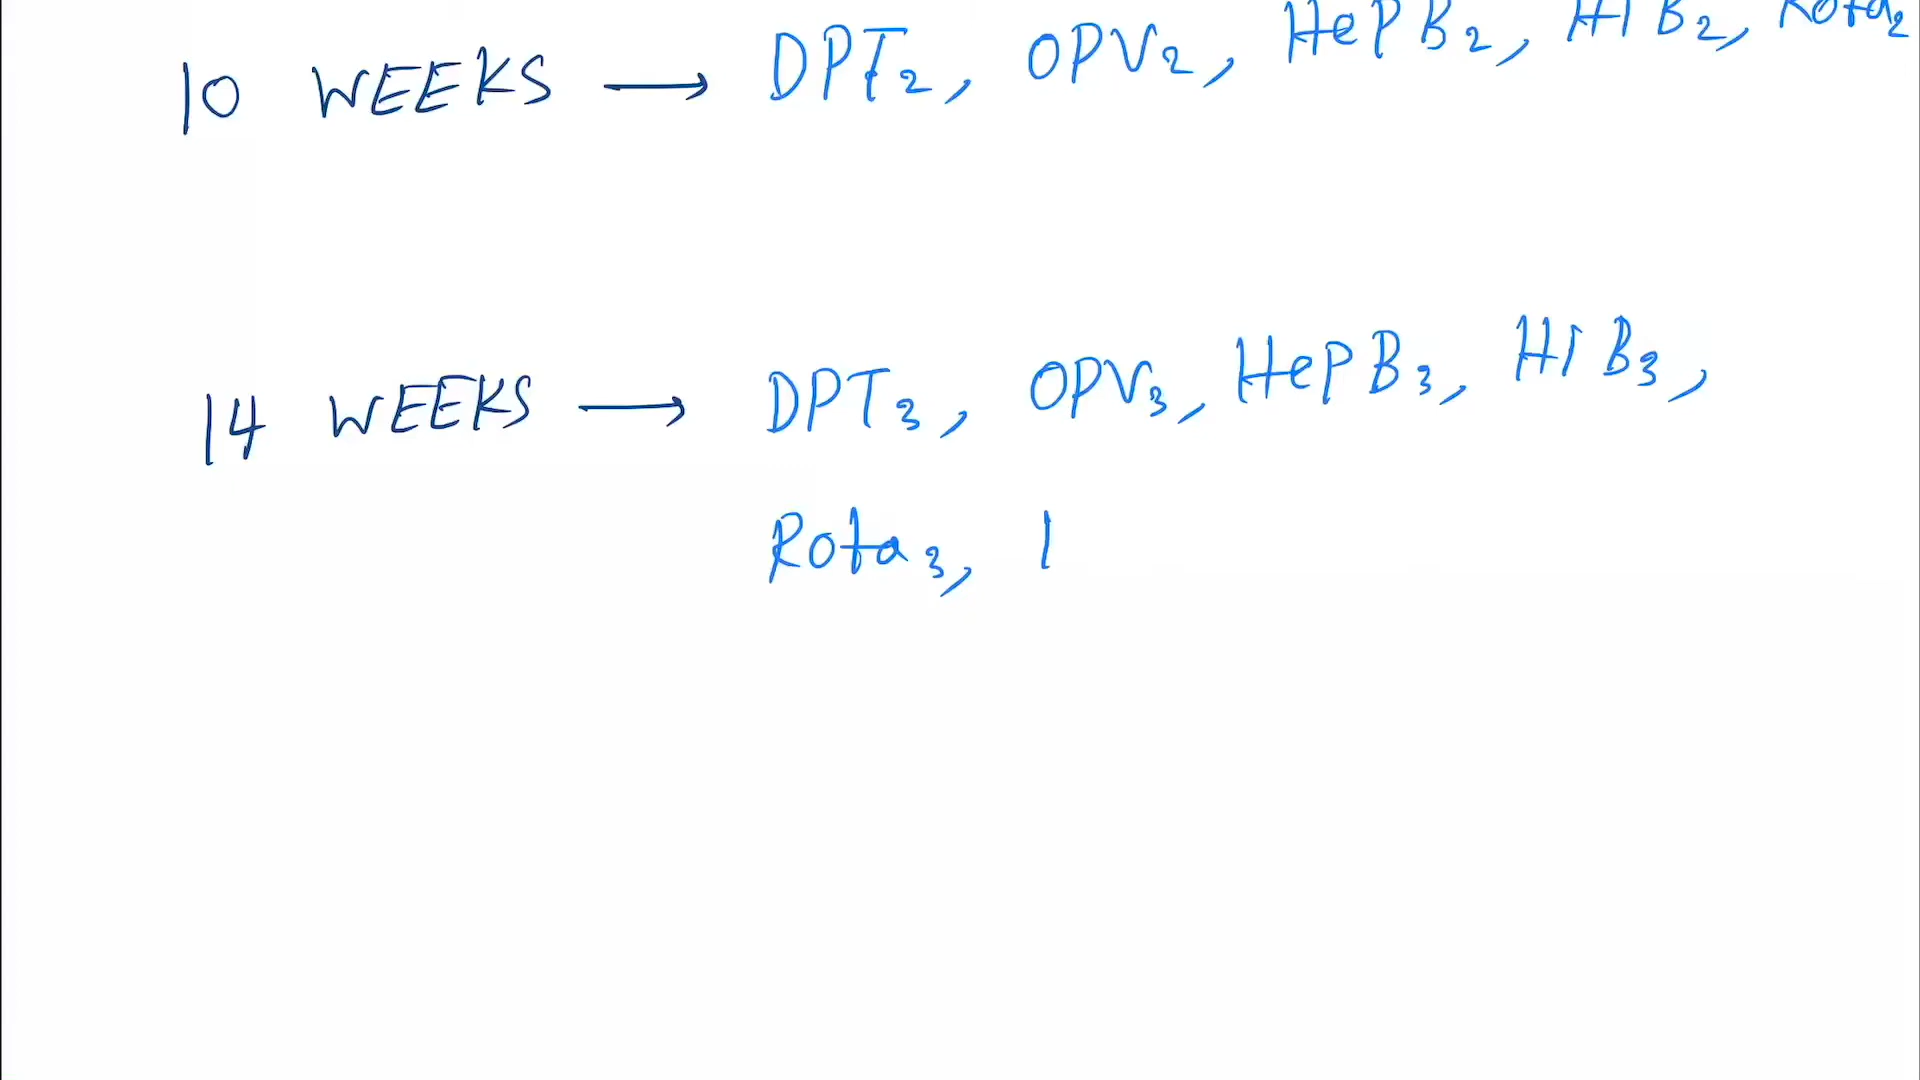 10 WEEKS → DPT₂, OPV₂, HepB₂, HiB₂, Rota₂
14 WEEKS → DPT₃, OPV₃, HepB₃, HiB₃,
Rota₃, I